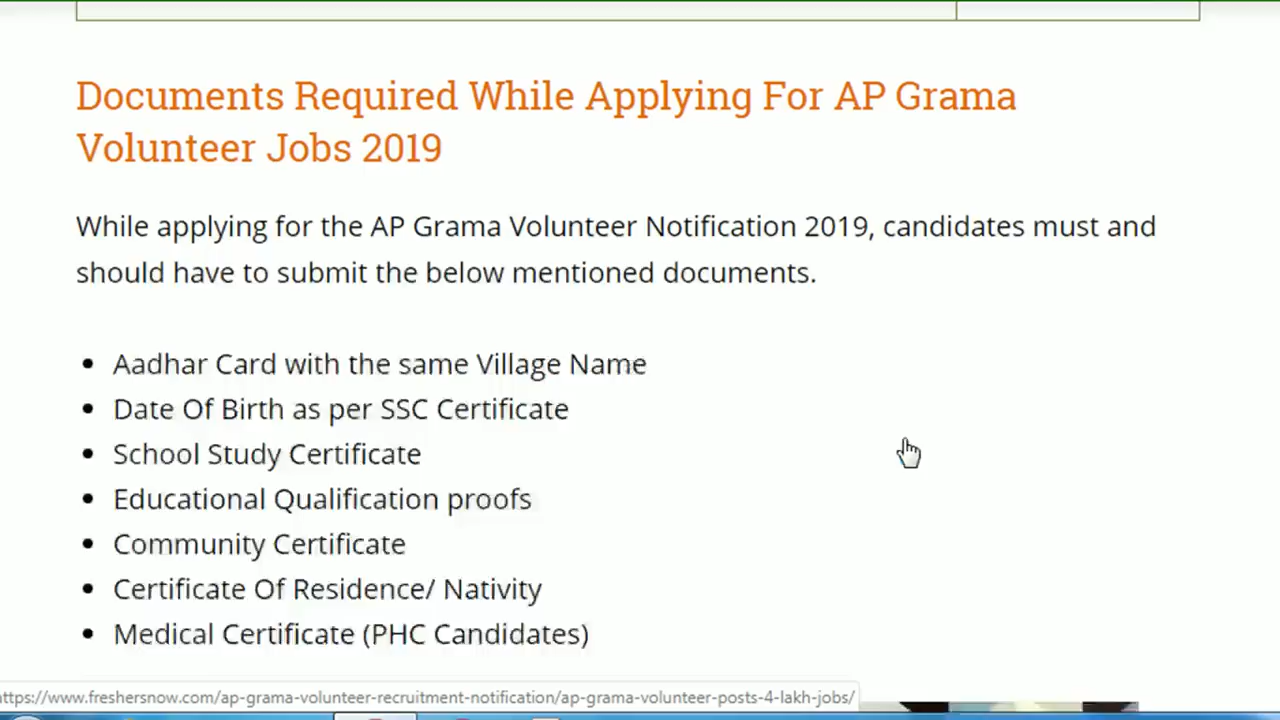 Documents Required While Applying For AP Grama
Volunteer Jobs 2019
While applying for the AP Grama Volunteer Notification 2019, candidates must and
should have to submit the below mentioned documents.
• Aadhar Card with the same Village Name
• Date Of Birth as per SSC Certificate
• School Study Certificate
• Educational Qualification proofs
• Community Certificate
• Certificate Of Residence/ Nativity
• Medical Certificate (PHC Candidates)
ttps://www.freshersnow.com/ap-grama-volunteer-recruitment-notification/ap-grama-volunteer-posts-4-lakh-jobs/